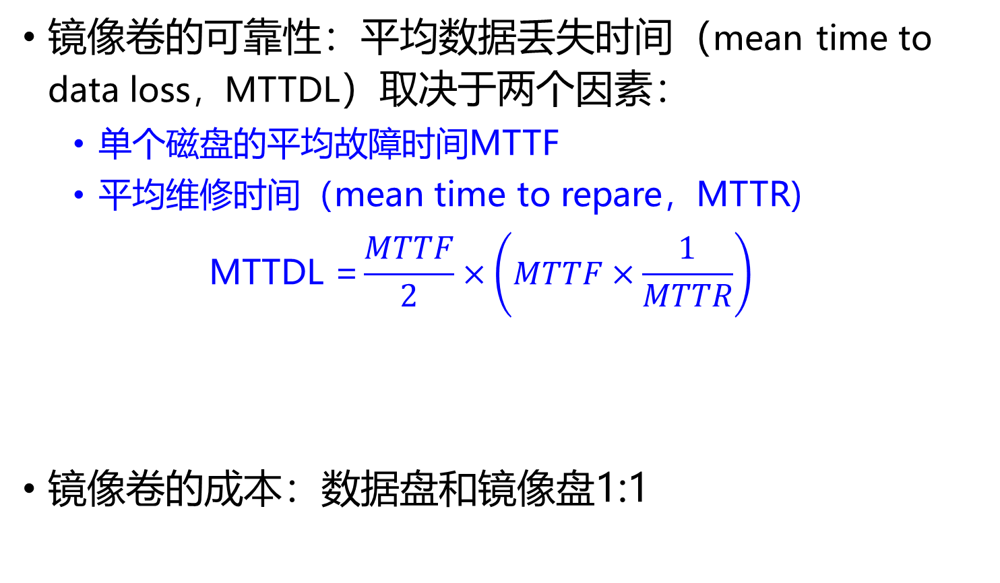 • 镜像卷的可靠性：平均数据丢失时间（mean time to
data loss，MTTDL）取决于两个因素：
• 单个磁盘的平均故障时间MTTF
• 平均维修时间（mean time to repare，MTTR)
MTTDL = \frac{MTTF}{2} × \left(MTTF × \frac{1}{MTTR}\right)
• 镜像卷的成本：数据盘和镜像盘1:1